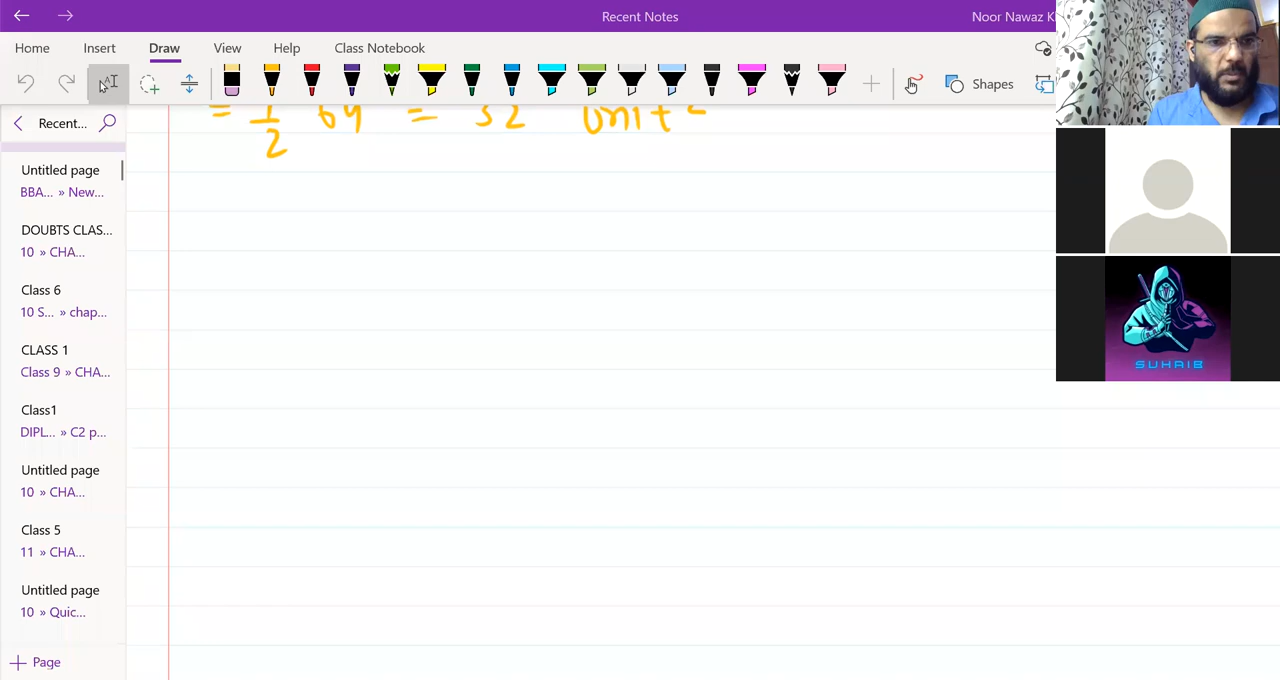 Recent Notes
Noor Nawaz K
Home Insert Draw View Help Class Notebook
Shapes
Recent...
= 1/2 64 = 32 unit²
Untitled page
BBA... » New...
DOUBTS CLAS...
10 » CHA...
Class 6
10 S... » chap...
CLASS 1
Class 9 » CHA...
Class1
DIPL... » C2 p...
Untitled page
10 » CHA...
Class 5
11 » CHA...
Untitled page
10 » Quic...
Page
SUHAIB